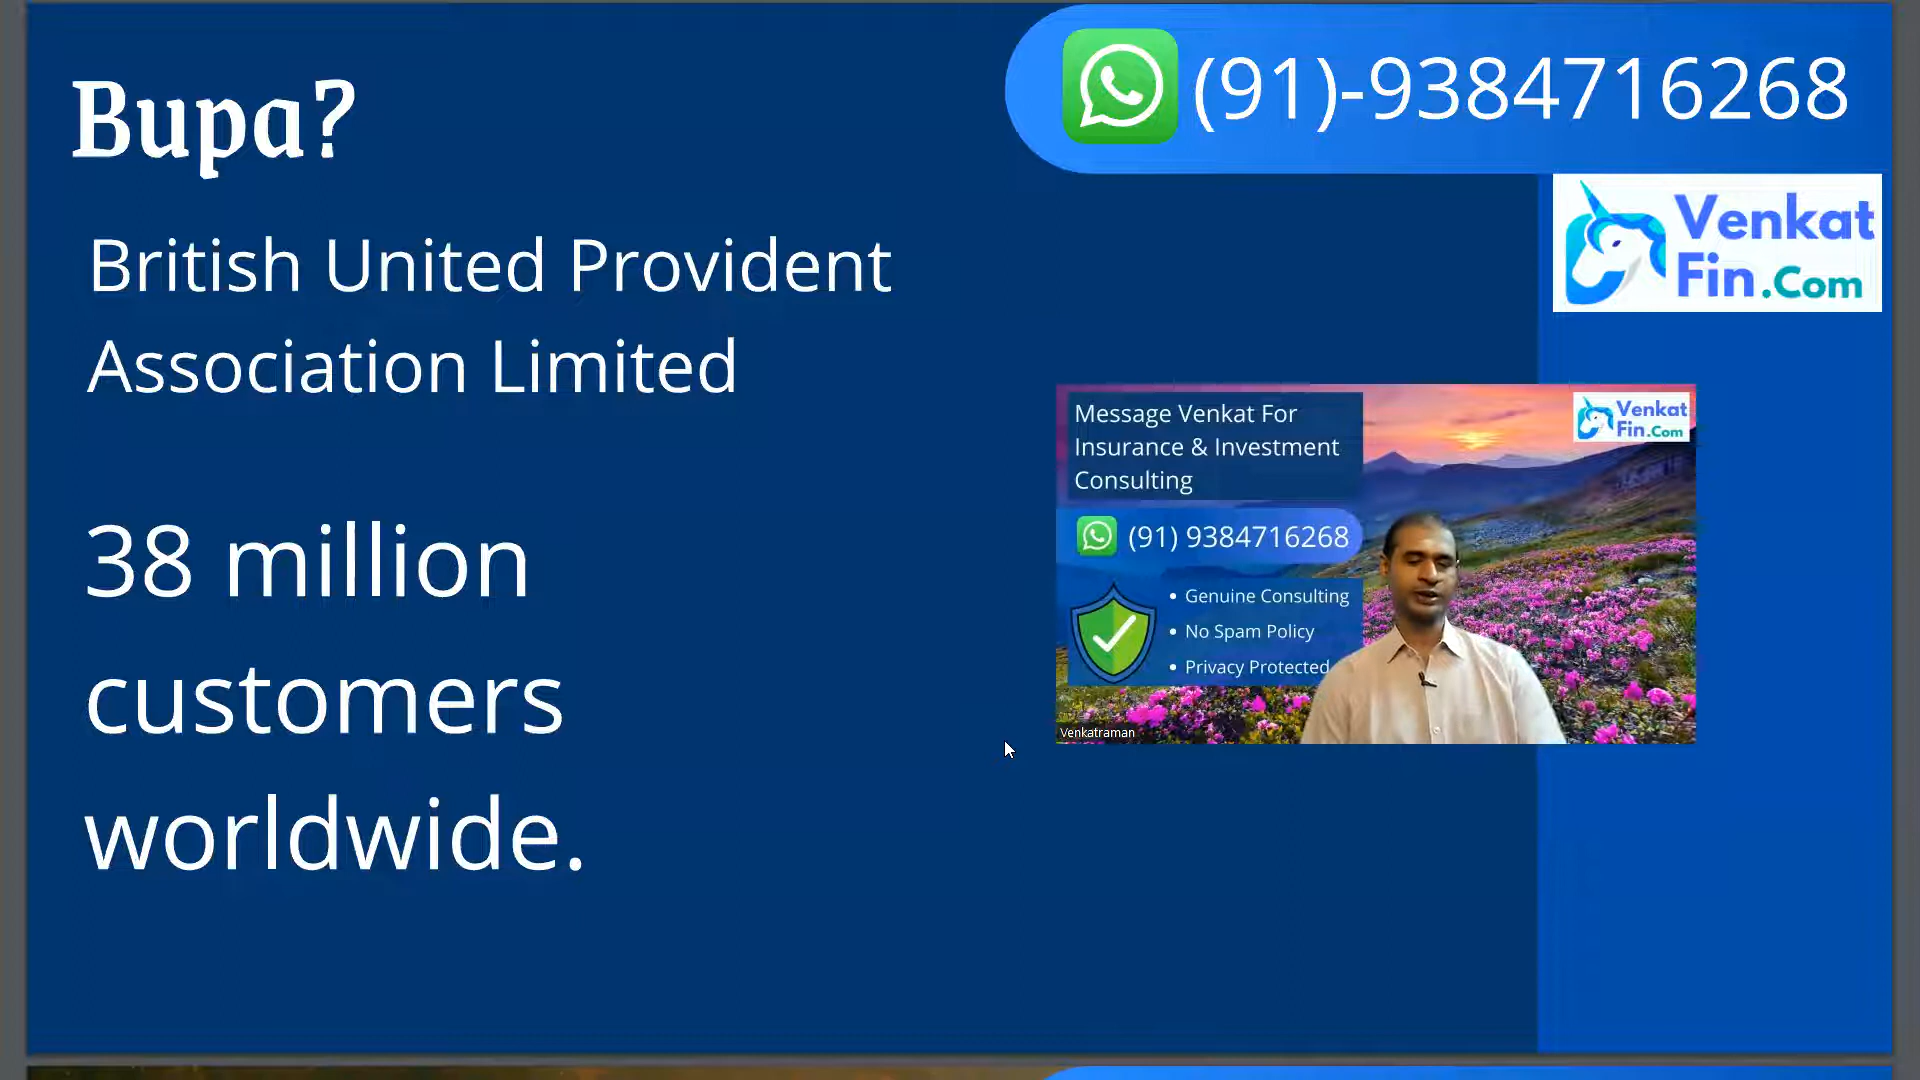 Bupa?
(91)-9384716268
Venkat
Fin.Com
British United Provident
Association Limited
38 million
customers
worldwide.
Message Venkat For
Insurance & Investment
Consulting
Venkat
Fin.Com
(91) 9384716268
• Genuine Consulting
• No Spam Policy
• Privacy Protected
Venkatraman